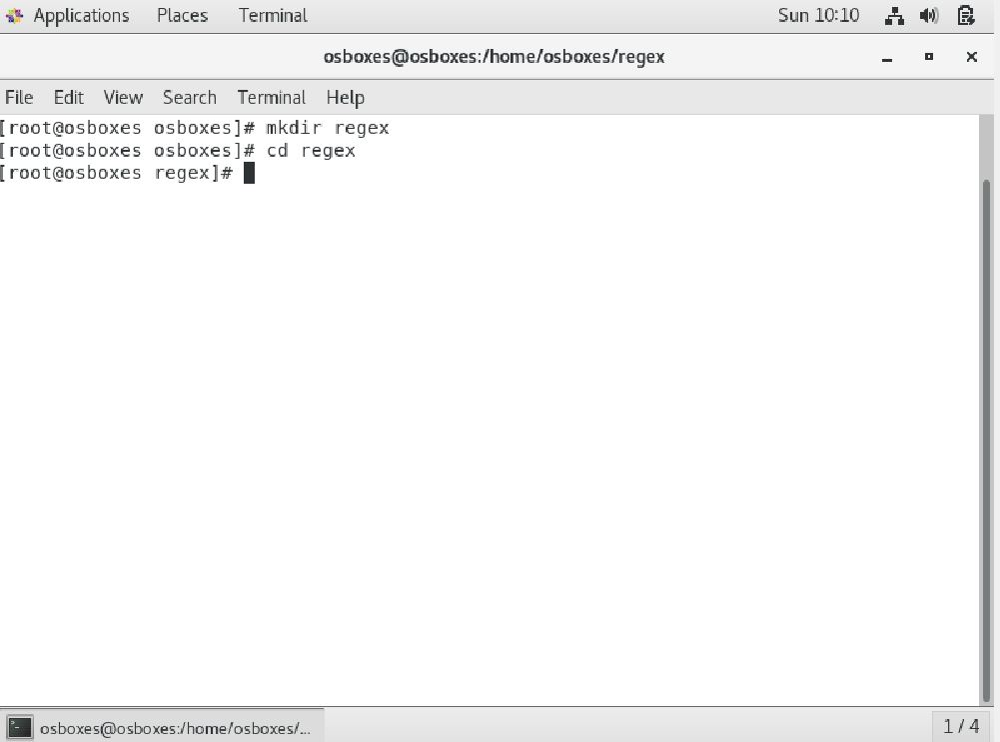 Applications Places Terminal Sun 10:10
osboxes@osboxes:/home/osboxes/regex
File Edit View Search Terminal Help
[root@osboxes osboxes]# mkdir regex
[root@osboxes osboxes]# cd regex
[root@osboxes regex]#
osboxes@osboxes:/home/osboxes/... 1 / 4